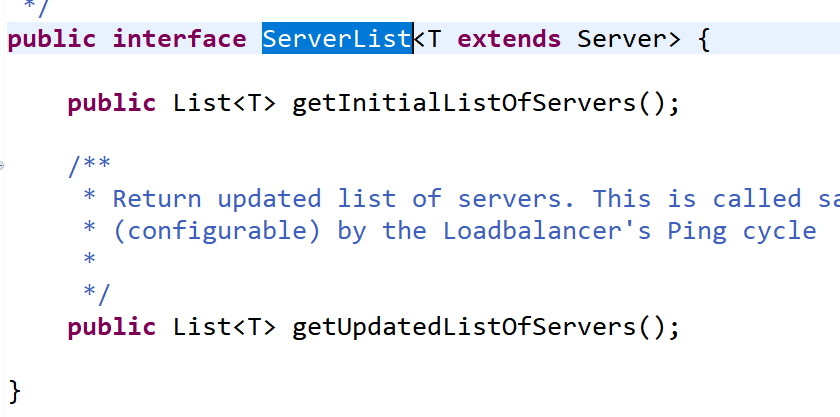 */
public interface ServerList<T extends Server> {
public List<T> getInitialListOfServers();
/**
* Return updated list of servers. This is called
* (configurable) by the Loadbalancer's Ping cycle
*
*/
public List<T> getUpdatedListOfServers();
}